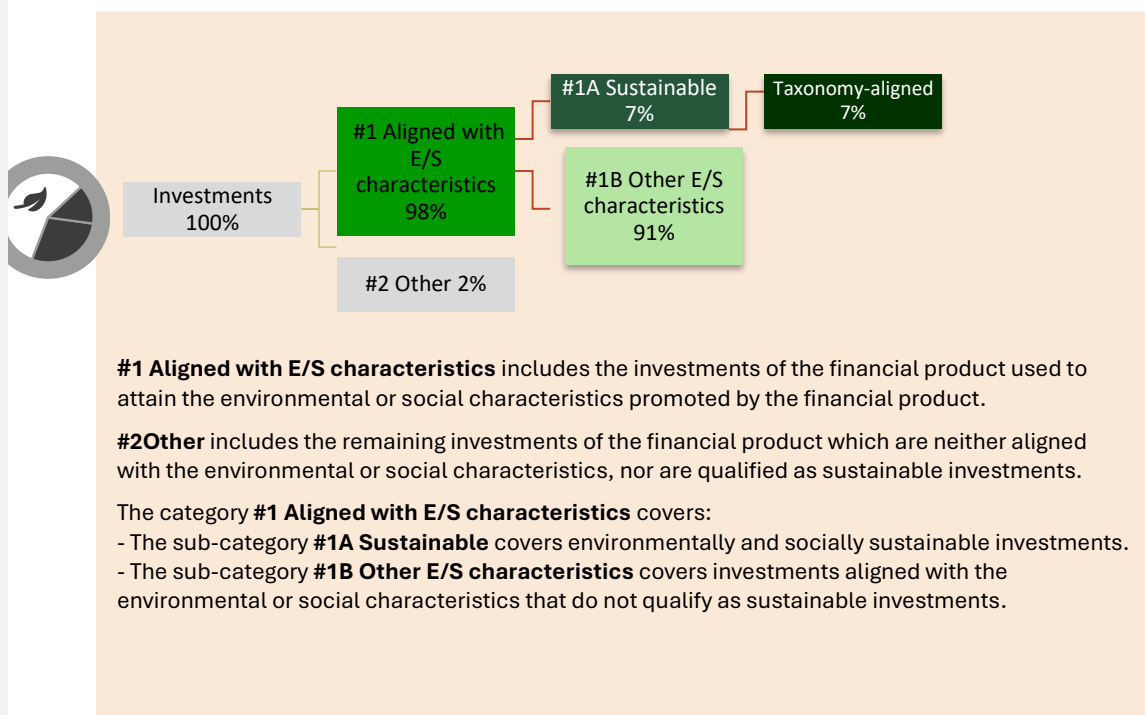 #1A Sustainable
7%
Taxonomy-aligned
7%
#1 Aligned with
E/S
characteristics
98%
#1B Other E/S
characteristics
91%
Investments
100%
#2 Other 2%
#1 Aligned with E/S characteristics includes the investments of the financial product used to
attain the environmental or social characteristics promoted by the financial product.
#2Other includes the remaining investments of the financial product which are neither aligned
with the environmental or social characteristics, nor are qualified as sustainable investments.
The category #1 Aligned with E/S characteristics covers:
- The sub-category #1A Sustainable covers environmentally and socially sustainable investments.
- The sub-category #1B Other E/S characteristics covers investments aligned with the
environmental or social characteristics that do not qualify as sustainable investments.